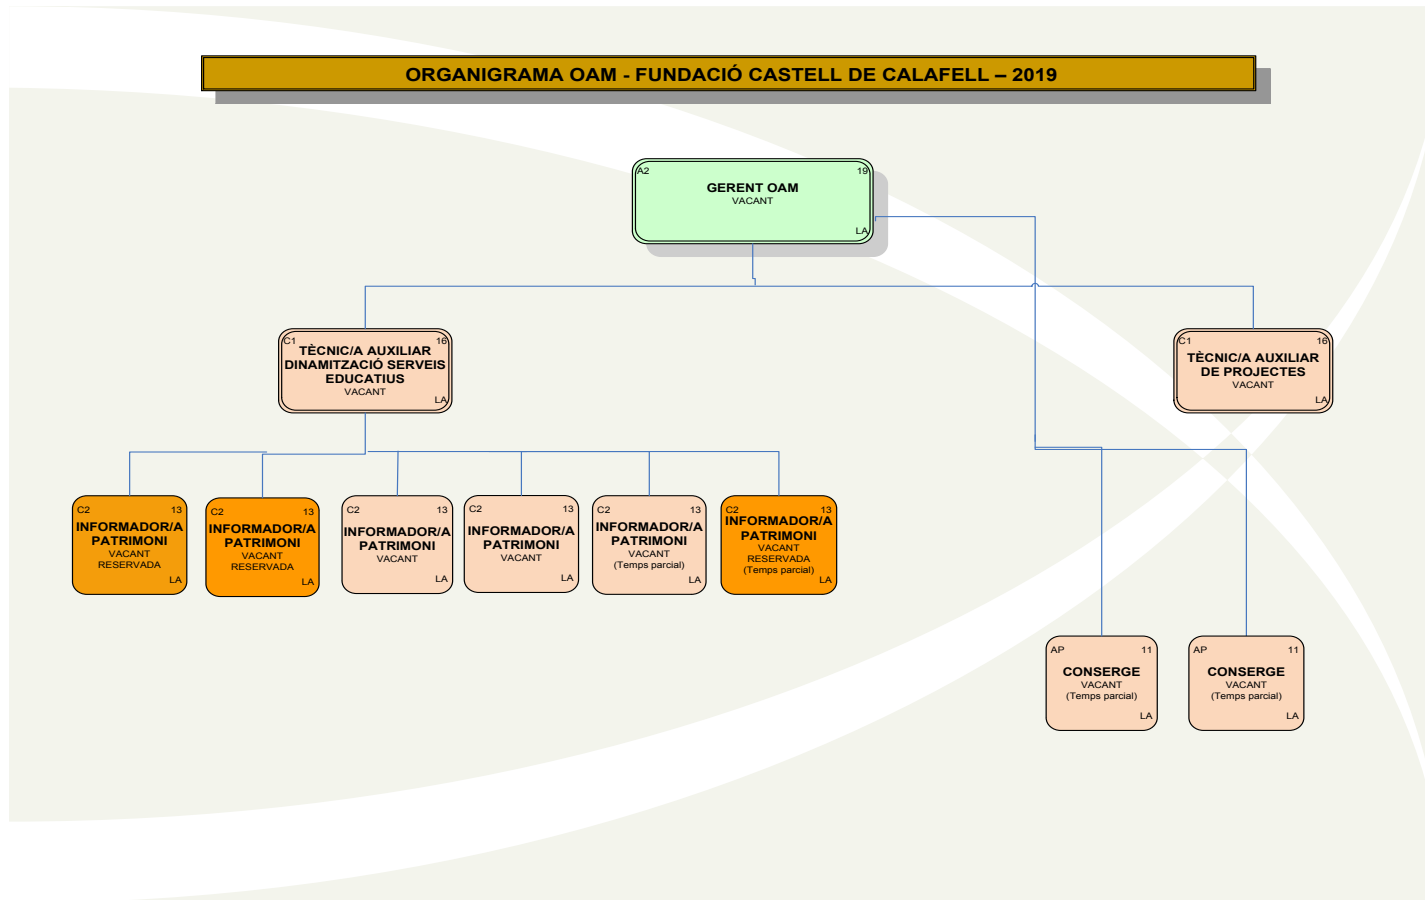 ORGANIGRAMA OAM - FUNDACIÓ CASTELL DE CALAFELL – 2019
A2 19
GERENT OAM
VACANT
LA
C1 16
TÈCNIC/A AUXILIAR
DINAMITZACIÓ SERVEIS
EDUCATIUS
VACANT
LA
C1 16
TÈCNIC/A AUXILIAR
DE PROJECTES
VACANT
LA
C2 13
INFORMADOR/A
PATRIMONI
VACANT
RESERVADA
LA
C2 13
INFORMADOR/A
PATRIMONI
VACANT
RESERVADA
LA
C2 13
INFORMADOR/A
PATRIMONI
VACANT
LA
C2 13
INFORMADOR/A
PATRIMONI
VACANT
LA
C2 13
INFORMADOR/A
PATRIMONI
VACANT
(Temps parcial)
LA
C2 13
INFORMADOR/A
PATRIMONI
VACANT
RESERVADA
(Temps parcial)
LA
AP 11
CONSERGE
VACANT
(Temps parcial)
LA
AP 11
CONSERGE
VACANT
(Temps parcial)
LA